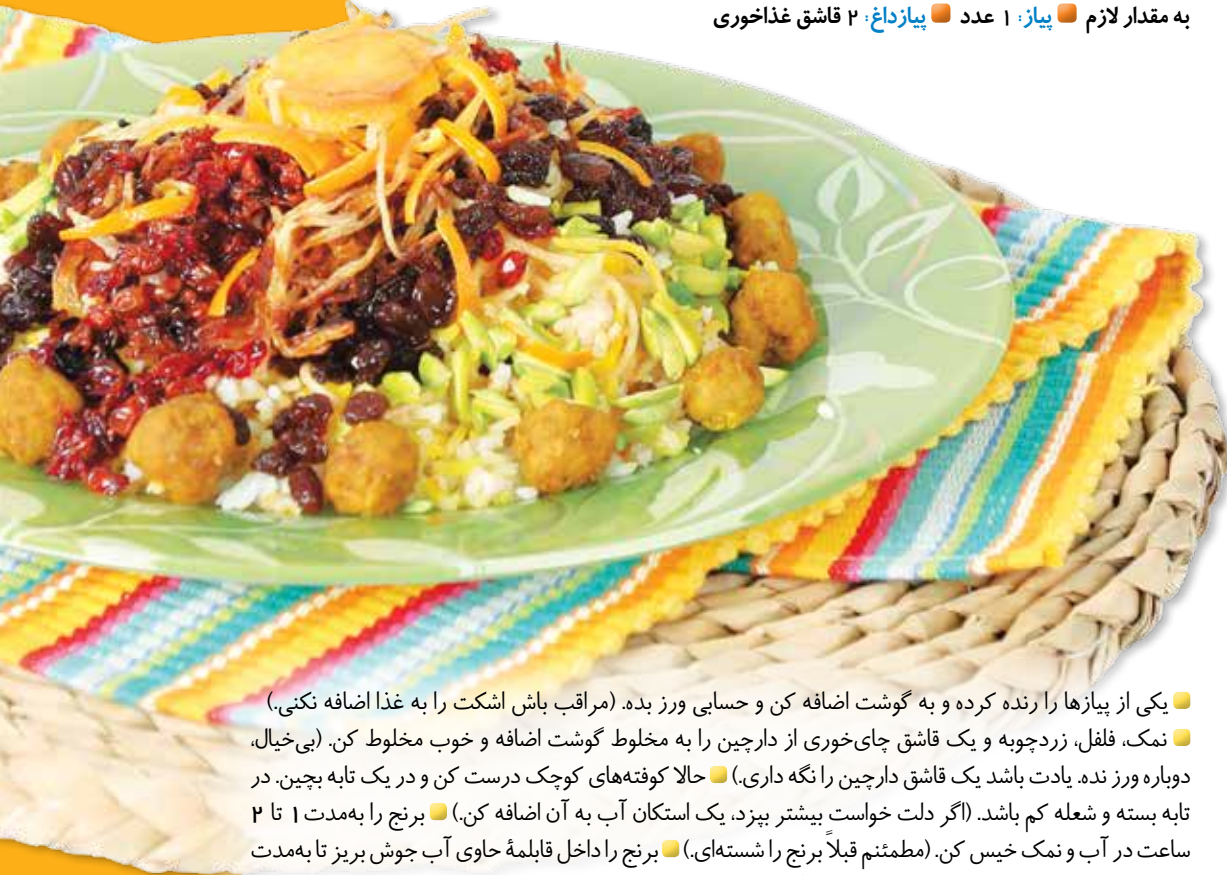 به مقدار لازم پیاز: ۱ عدد پیازداغ: ۲ قاشق غذاخوری
یکی از پیازها را رنده کرده و به گوشت اضافه کن و حسابی ورز بده. (مراقب باش اشکت را به غذا اضافه نکنی.)
نمک، فلفل، زردچوبه و یک قاشق چای‌خوری از دارچین را به مخلوط گوشت اضافه و خوب مخلوط کن. (بی‌خیال،
دوباره ورز نده. یادت باشد یک قاشق دارچین را نگه داری.) حالا کوفته‌های کوچک درست کن و در یک تابه بچین. در
تابه بسته و شعله کم باشد. (اگر دلت خواست بیشتر بپزد، یک استکان آب به آن اضافه کن.) برنج را به‌مدت ۱ تا ۲
ساعت در آب و نمک خیس کن. (مطمئنم قبلاً برنج را شسته‌ای.) برنج را داخل قابلمهٔ حاوی آب جوش بریز تا به‌مدت